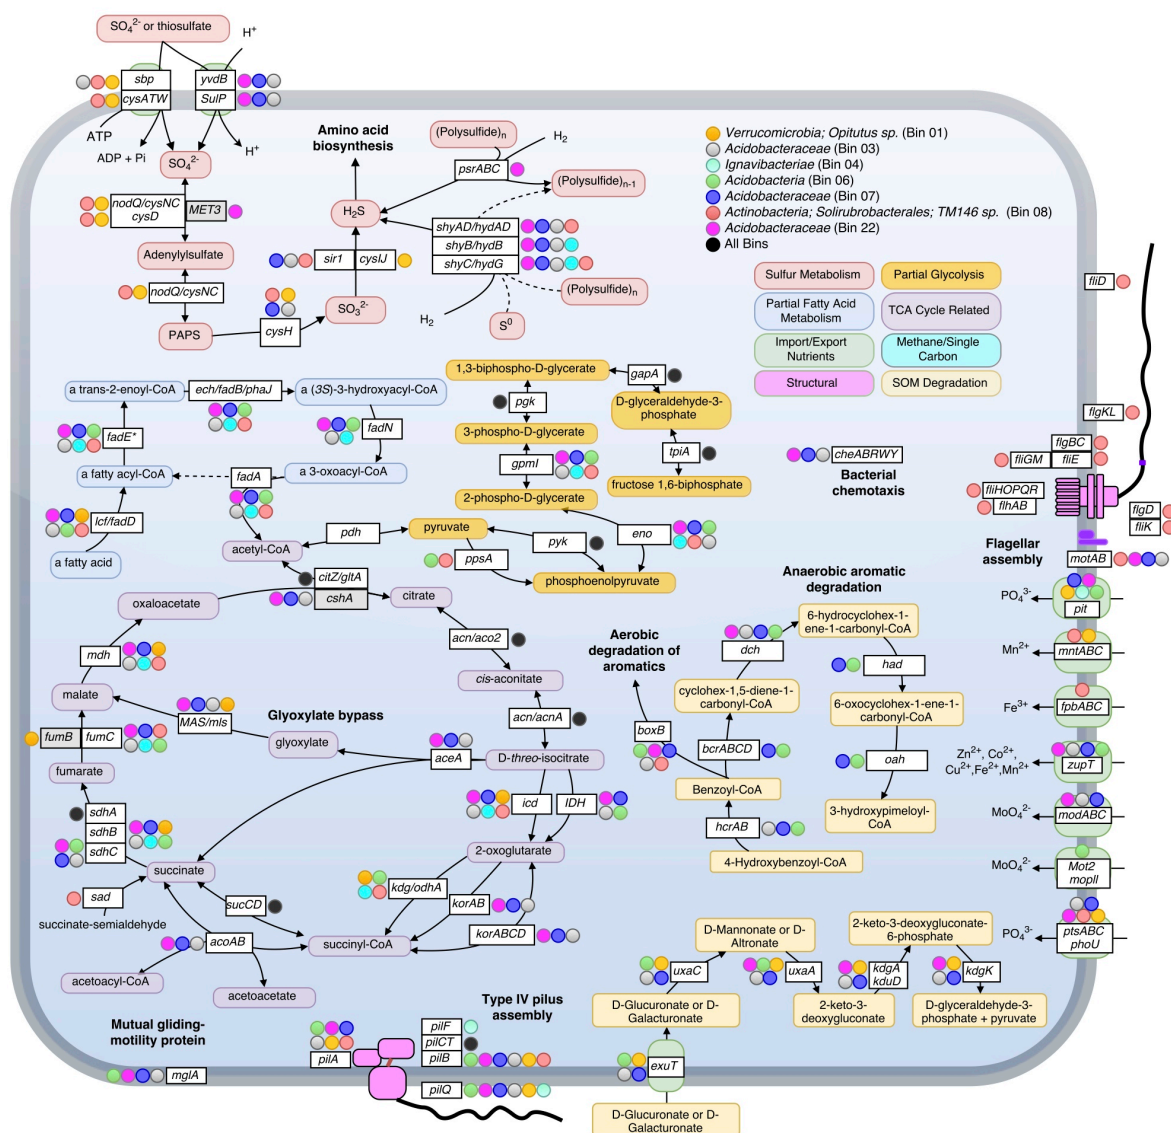 SO₄²⁻ or thiosulfate
H⁺
sbp
yvdB
cysATW
SulP
ATP
ADP + Pi
H⁺
SO₄²⁻
nodQ/cysNC
cysD
MET3
Adenylylsulfate
nodQ/cysNC
PAPS
cysH
SO₃²⁻
sir1
cysIJ
H₂S
Amino acid
biosynthesis
(Polysulfide)n
H₂
psrABC
(Polysulfide)n-1
shyAD/hydAD
shyB/hydB
shyC/hydG
(Polysulfide)n
H₂
S⁰
Verrucomicrobia; Opitutus sp. (Bin 01)
Acidobacteraceae (Bin 03)
Ignavibacteriae (Bin 04)
Acidobacteria (Bin 06)
Acidobacteraceae (Bin 07)
Actinobacteria; Solirubrobacterales; TM146 sp. (Bin 08)
Acidobacteraceae (Bin 22)
All Bins
Sulfur Metabolism
Partial Glycolysis
Partial Fatty Acid
Metabolism
TCA Cycle Related
Import/Export
Nutrients
Methane/Single
Carbon
Structural
SOM Degradation
fliD
flgKL
flgBC
fliGM
fliE
fliHOPQR
flhAB
flgD
fliK
Flagellar
assembly
motAB
cheABRWY
Bacterial
chemotaxis
a trans-2-enoyl-CoA
ech/fadB/phaJ
a (3S)-3-hydroxyacyl-CoA
fadE*
fadN
a fatty acyl-CoA
fadA
a 3-oxoacyl-CoA
lcf/fadD
a fatty acid
acetyl-CoA
pdh
1,3-biphospho-D-glycerate
gapA
pgk
D-glyceraldehyde-3-
phosphate
3-phospho-D-glycerate
tpiA
gpmI
fructose 1,6-biphosphate
2-phospho-D-glycerate
pyruvate
pyk
eno
ppsA
phosphoenolpyruvate
citZ/gltA
cshA
oxaloacetate
citrate
mdh
acn/aco2
malate
cis-aconitate
MAS/mls
Glyoxylate bypass
acn/acnA
fumB
fumC
glyoxylate
aceA
D-threo-isocitrate
fumarate
icd
IDH
sdhA
sdhB
sdhC
2-oxoglutarate
succinate
kdg/odhA
sad
succinate-semialdehyde
sucCD
korAB
acoAB
succinyl-CoA
korABCD
acetoacyl-CoA
acetoacetate
Anaerobic aromatic
degradation
6-hydrocyclohex-1-
ene-1-carbonyl-CoA
Aerobic
degradation of
aromatics
dch
had
cyclohex-1,5-diene-1-
carbonyl-CoA
6-oxocyclohex-1-ene-1-
carbonyl-CoA
boxB
bcrABCD
oah
Benzoyl-CoA
3-hydroxypimeloyl-
CoA
hcrAB
4-Hydroxybenzoyl-CoA
PO₄³⁻
pit
Mn²⁺
mntABC
Fe³⁺
fpbABC
Zn²⁺, Co²⁺,
Cu²⁺,Fe²⁺,Mn²⁺
zupT
MoO₄²⁻
modABC
MoO₄²⁻
Mot2
mopII
PO₄³⁻
ptsABC
phoU
D-Mannonate or D-
Altronate
2-keto-3-deoxygluconate-
6-phosphate
uxaC
uxaA
kdgA
kduD
kdgK
D-Glucuronate or D-
Galacturonate
2-keto-3-
deoxygluconate
D-glyceraldehyde-3-
phosphate + pyruvate
exuT
D-Glucuronate or D-
Galacturonate
Mutual gliding-
motility protein
mglA
Type IV pilus
assembly
pilA
pilF
pilCT
pilB
pilQ